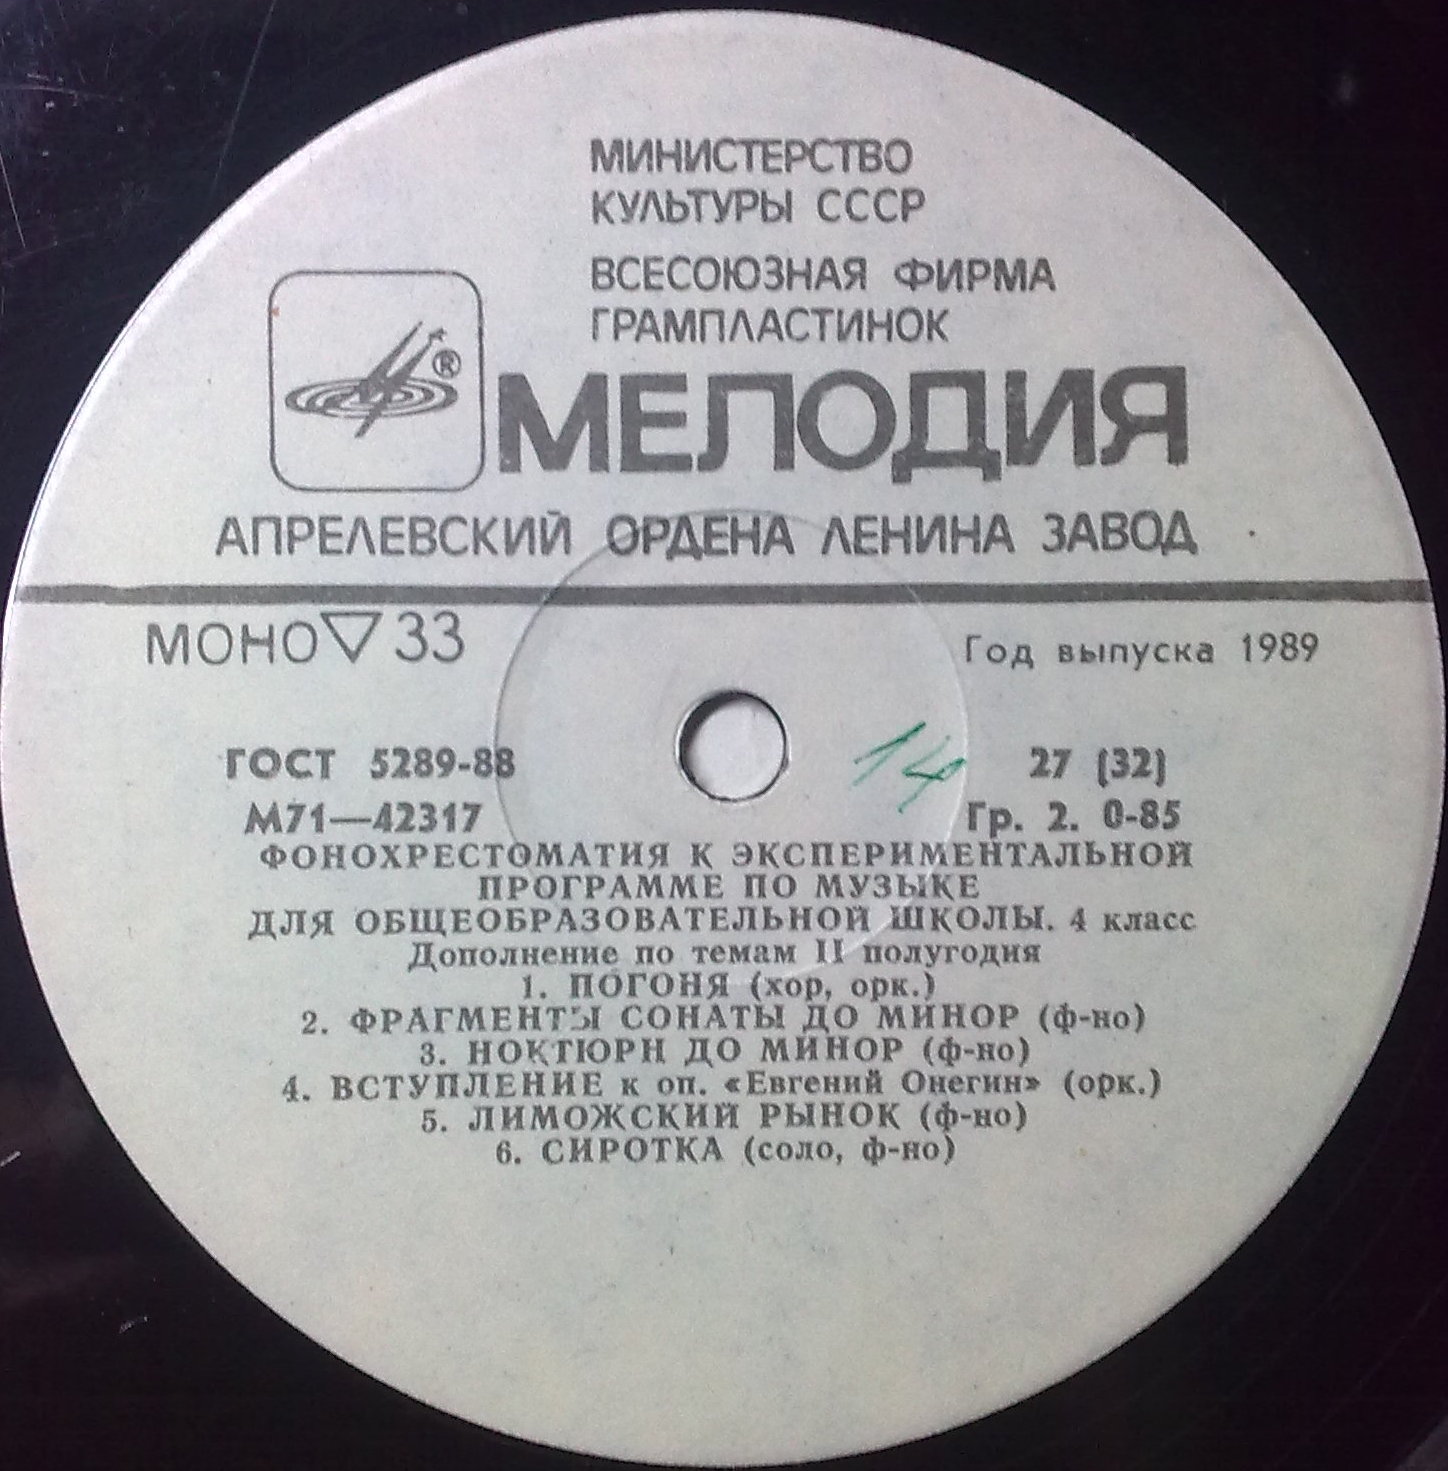 МИНИСТЕРСТВО
КУЛЬТУРЫ СССР
ВСЕСОЮЗНАЯ ФИРМА
ГРАМПЛАСТИНОК
®
МЕЛОДИЯ
АПРЕЛЕВСКИЙ ОРДЕНА ЛЕНИНА ЗАВОД
МОНО ▽ 33
Год выпуска 1989
ГОСТ 5289-88
14
27 (32)
М71—42317
Гр. 2. 0-85
ФОНОХРЕСТОМАТИЯ К ЭКСПЕРИМЕНТАЛЬНОЙ
ПРОГРАММЕ ПО МУЗЫКЕ
ДЛЯ ОБЩЕОБРАЗОВАТЕЛЬНОЙ ШКОЛЫ. 4 класс
Дополнение по темам II полугодия
1. ПОГОНЯ (хор, орк.)
2. ФРАГМЕНТЫ СОНАТЫ ДО МИНОР (ф-но)
3. НОКТЮРН ДО МИНОР (ф-но)
4. ВСТУПЛЕНИЕ к оп. «Евгений Онегин» (орк.)
5. ЛИМОЖСКИЙ РЫНОК (ф-но)
6. СИРОТКА (соло, ф-но)